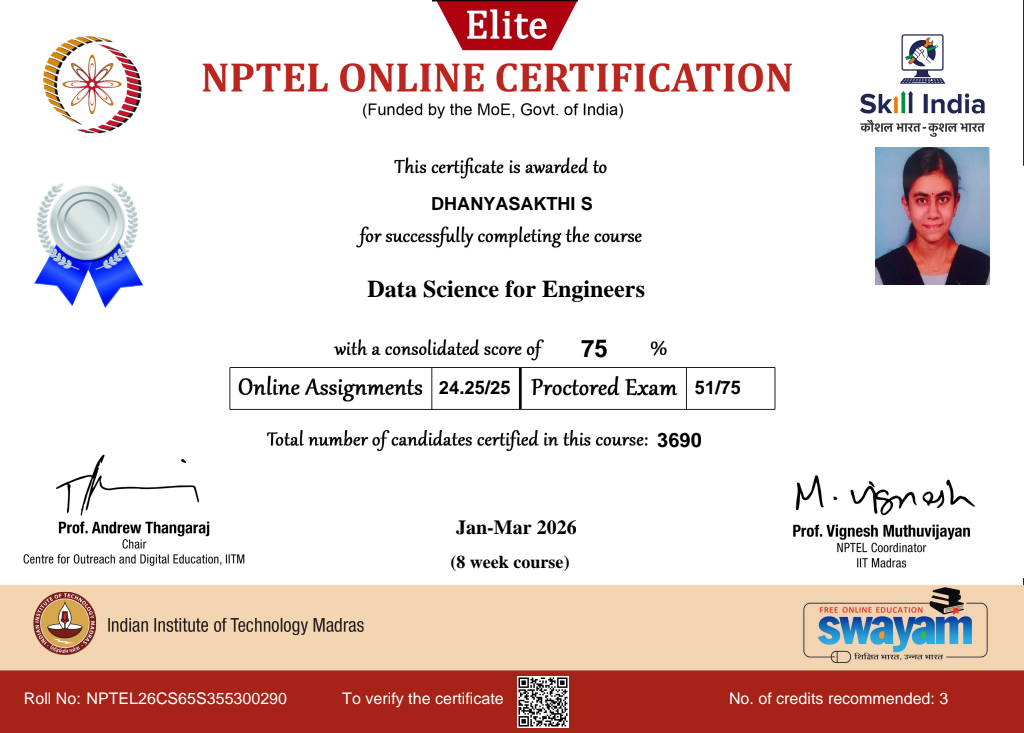 Elite
NPTEL ONLINE CERTIFICATION
(Funded by the MoE, Govt. of India)
Skill India
कौशल भारत - कुशल भारत
This certificate is awarded to
DHANYASAKTHI S
for successfully completing the course
Data Science for Engineers
with a consolidated score of 75 %
Online Assignments 24.25/25 Proctored Exam 51/75
Total number of candidates certified in this course: 3690
M. Vignesh
Prof. Andrew Thangaraj
Chair
Centre for Outreach and Digital Education, IITM
Jan-Mar 2026
(8 week course)
Prof. Vignesh Muthuvijayan
NPTEL Coordinator
IIT Madras
INDIAN INSTITUTE OF TECHNOLOGY MADRAS
Indian Institute of Technology Madras
FREE ONLINE EDUCATION
swayam
शिक्षित भारत, उन्नत भारत
Roll No: NPTEL26CS65S355300290
To verify the certificate
No. of credits recommended: 3